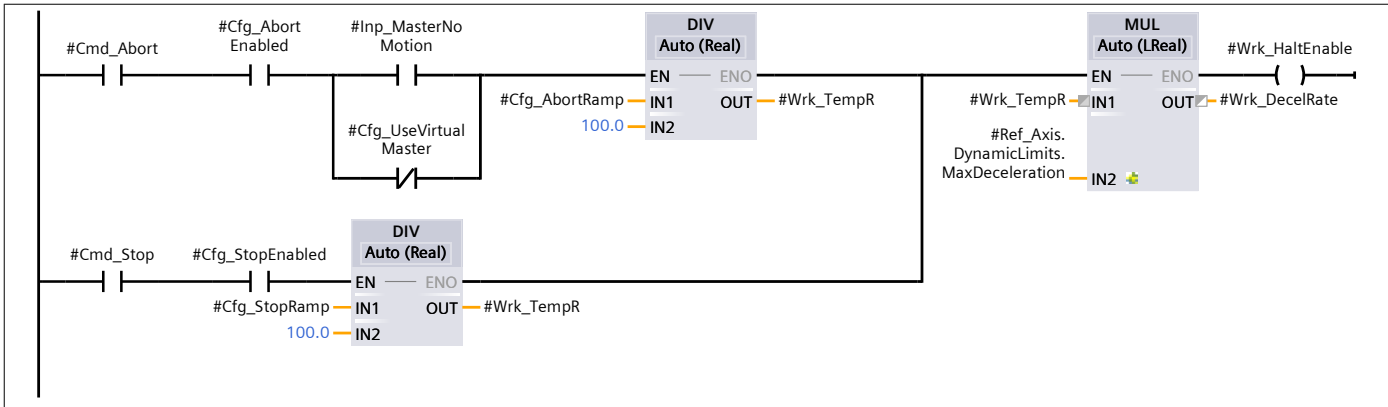 #Cmd_Abort
#Cfg_Abort
Enabled
#Inp_MasterNo
Motion
DIV
Auto (Real)
EN
ENO
#Cfg_AbortRamp
IN1
OUT
#Wrk_TempR
100.0
IN2
#Cfg_UseVirtual
Master
MUL
Auto (LReal)
EN
ENO
#Wrk_HaltEnable
#Wrk_TempR
IN1
OUT
#Wrk_DecelRate
#Ref_Axis.
DynamicLimits.
MaxDeceleration
IN2
#Cmd_Stop
#Cfg_StopEnabled
DIV
Auto (Real)
EN
ENO
#Cfg_StopRamp
IN1
OUT
#Wrk_TempR
100.0
IN2